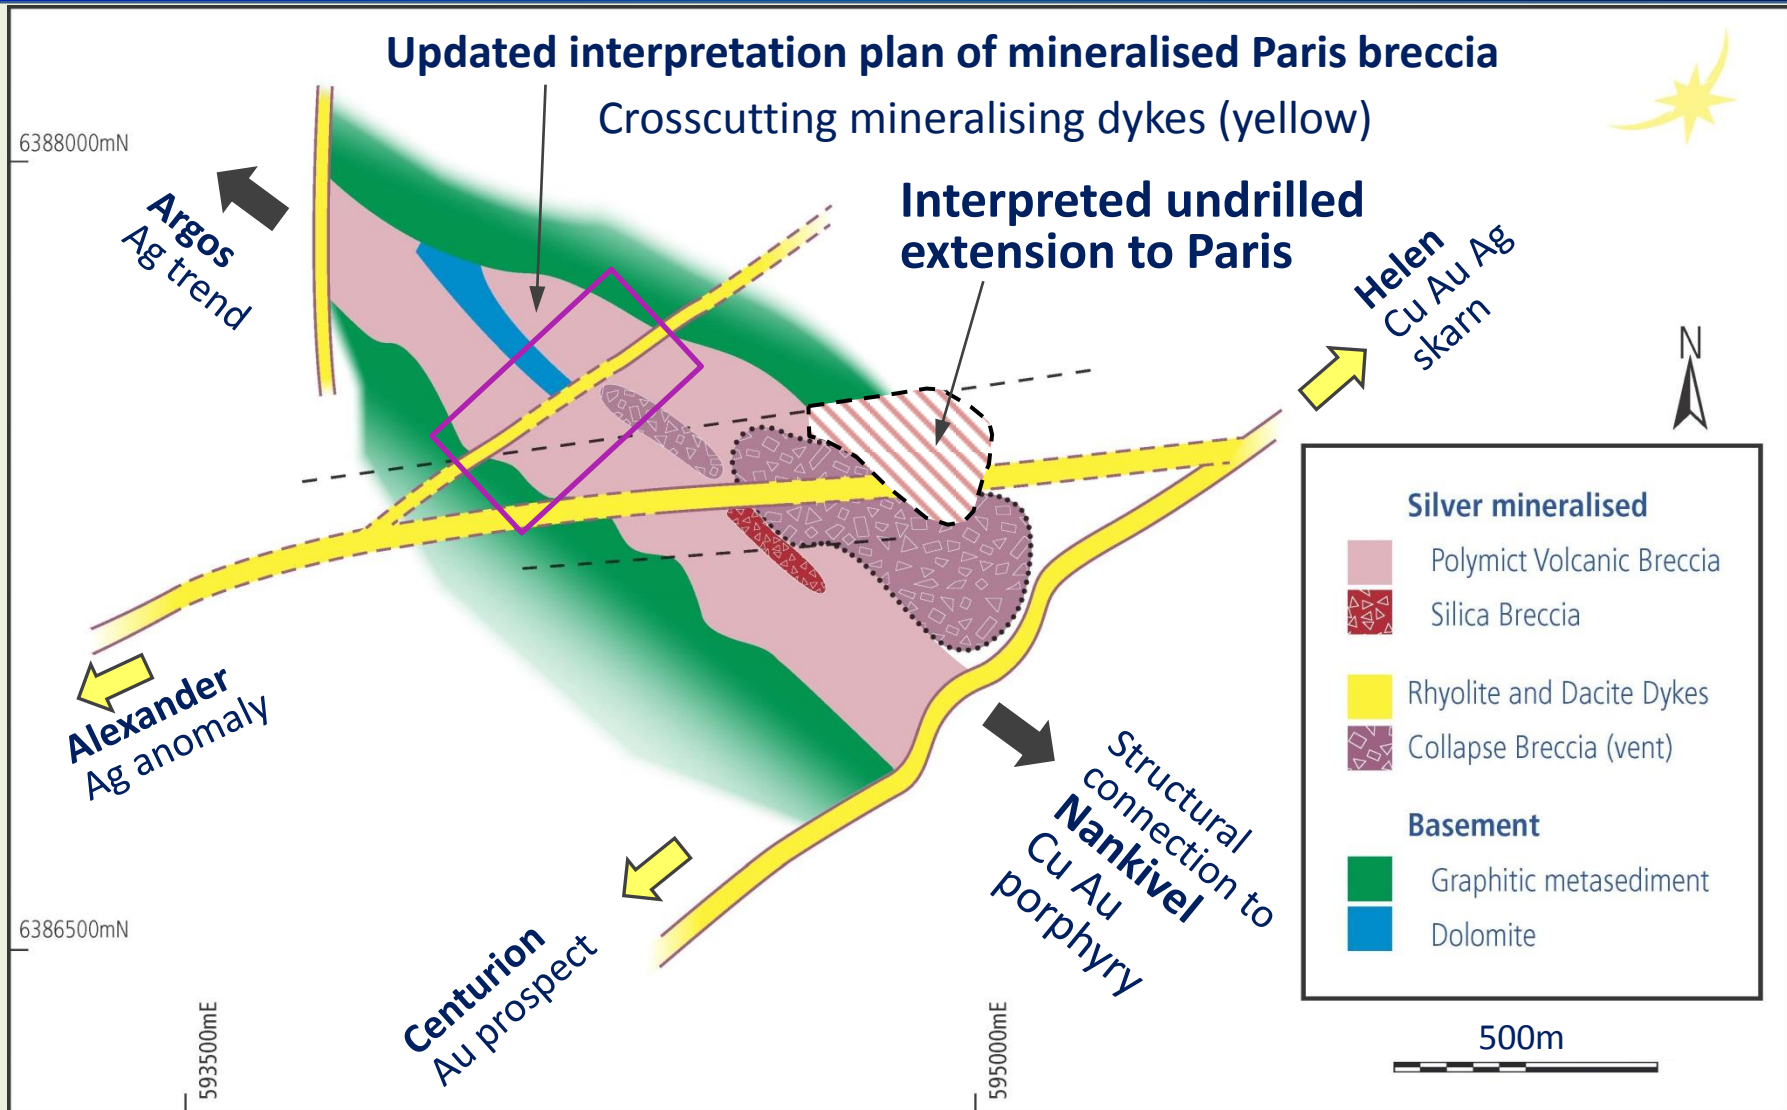 Updated interpretation plan of mineralised Paris breccia
Crosscutting mineralising dykes (yellow)
6388000mN
Interpreted undrilled
extension to Paris
Argos
Ag trend
Helen
Cu Au Ag
skarn
N
Silver mineralised
Polymict Volcanic Breccia
Silica Breccia
Rhyolite and Dacite Dykes
Collapse Breccia (vent)
Basement
Graphitic metasediment
Dolomite
Alexander
Ag anomaly
Structural
connection to
Nankivel
Cu Au
porphyry
6386500mN
Centurion
Au prospect
593500mE
595000mE
500m